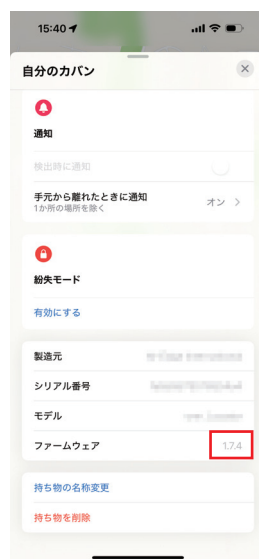 15:40
自分のカバン
通知
検出時に通知
手元から離れたときに通知
1か所の場所を除く
オン
紛失モード
有効にする
製造元
シリアル番号
モデル
ファームウェア 1.7.4
持ち物の名称変更
持ち物を削除